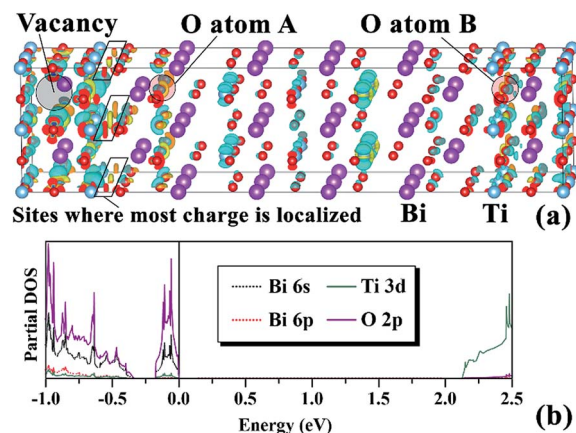 Vacancy O atom A O atom B
Sites where most charge is localized Bi Ti (a)
Partial DOS
Bi 6s Ti 3d
Bi 6p O 2p
-1.0 -0.5 0.0 0.5 1.0 1.5 2.0 2.5
Energy (eV) (b)